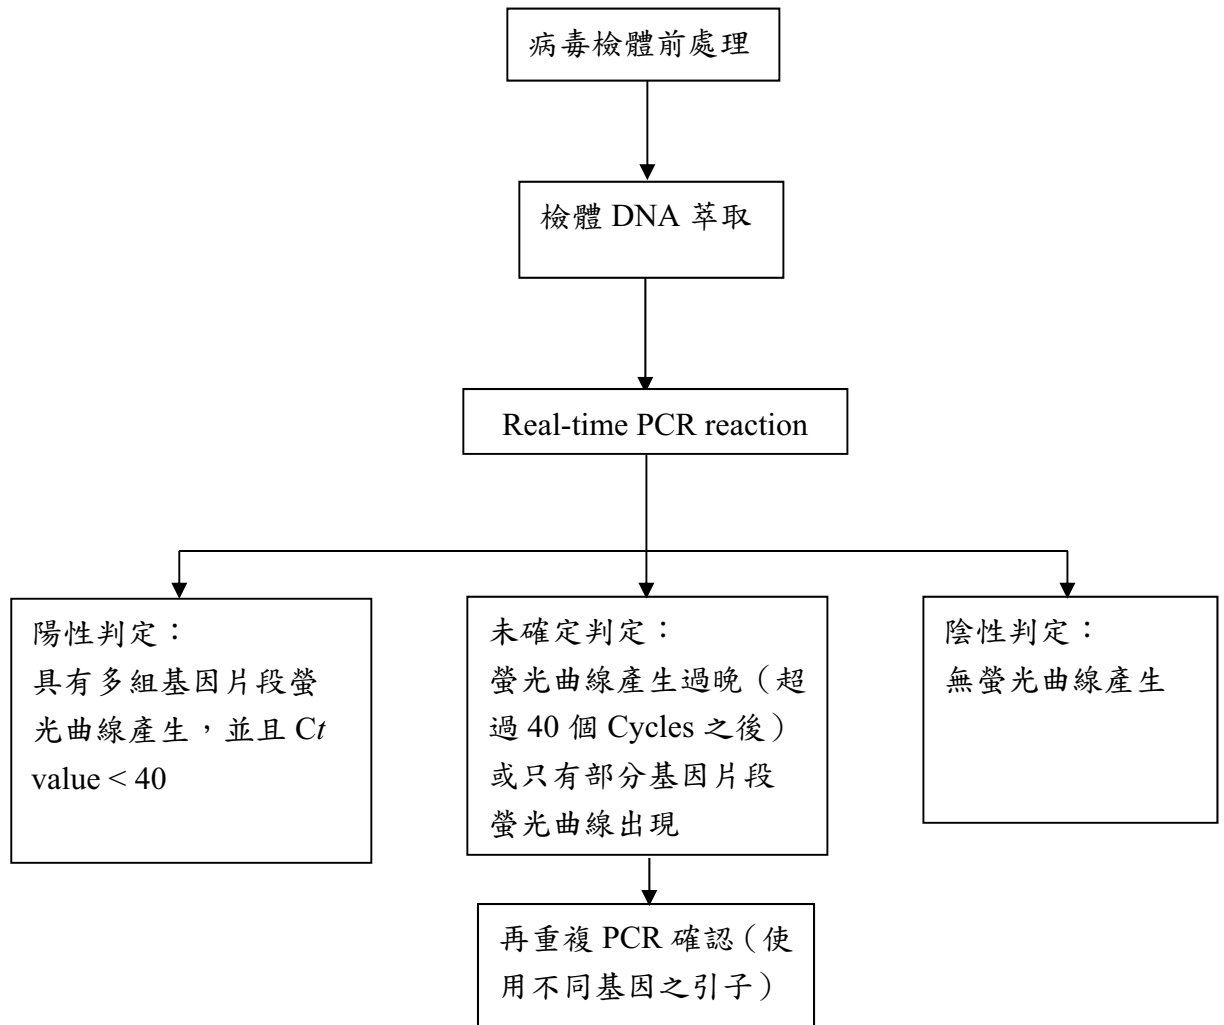 病毒檢體前處理
檢體 DNA 萃取
Real-time PCR reaction
陽性判定：
具有多組基因片段螢
光曲線產生，並且 Ct
value < 40
未確定判定：
螢光曲線產生過晚（超
過 40 個 Cycles 之後）
或只有部分基因片段
螢光曲線出現
陰性判定：
無螢光曲線產生
再重複 PCR 確認（使
用不同基因之引子）